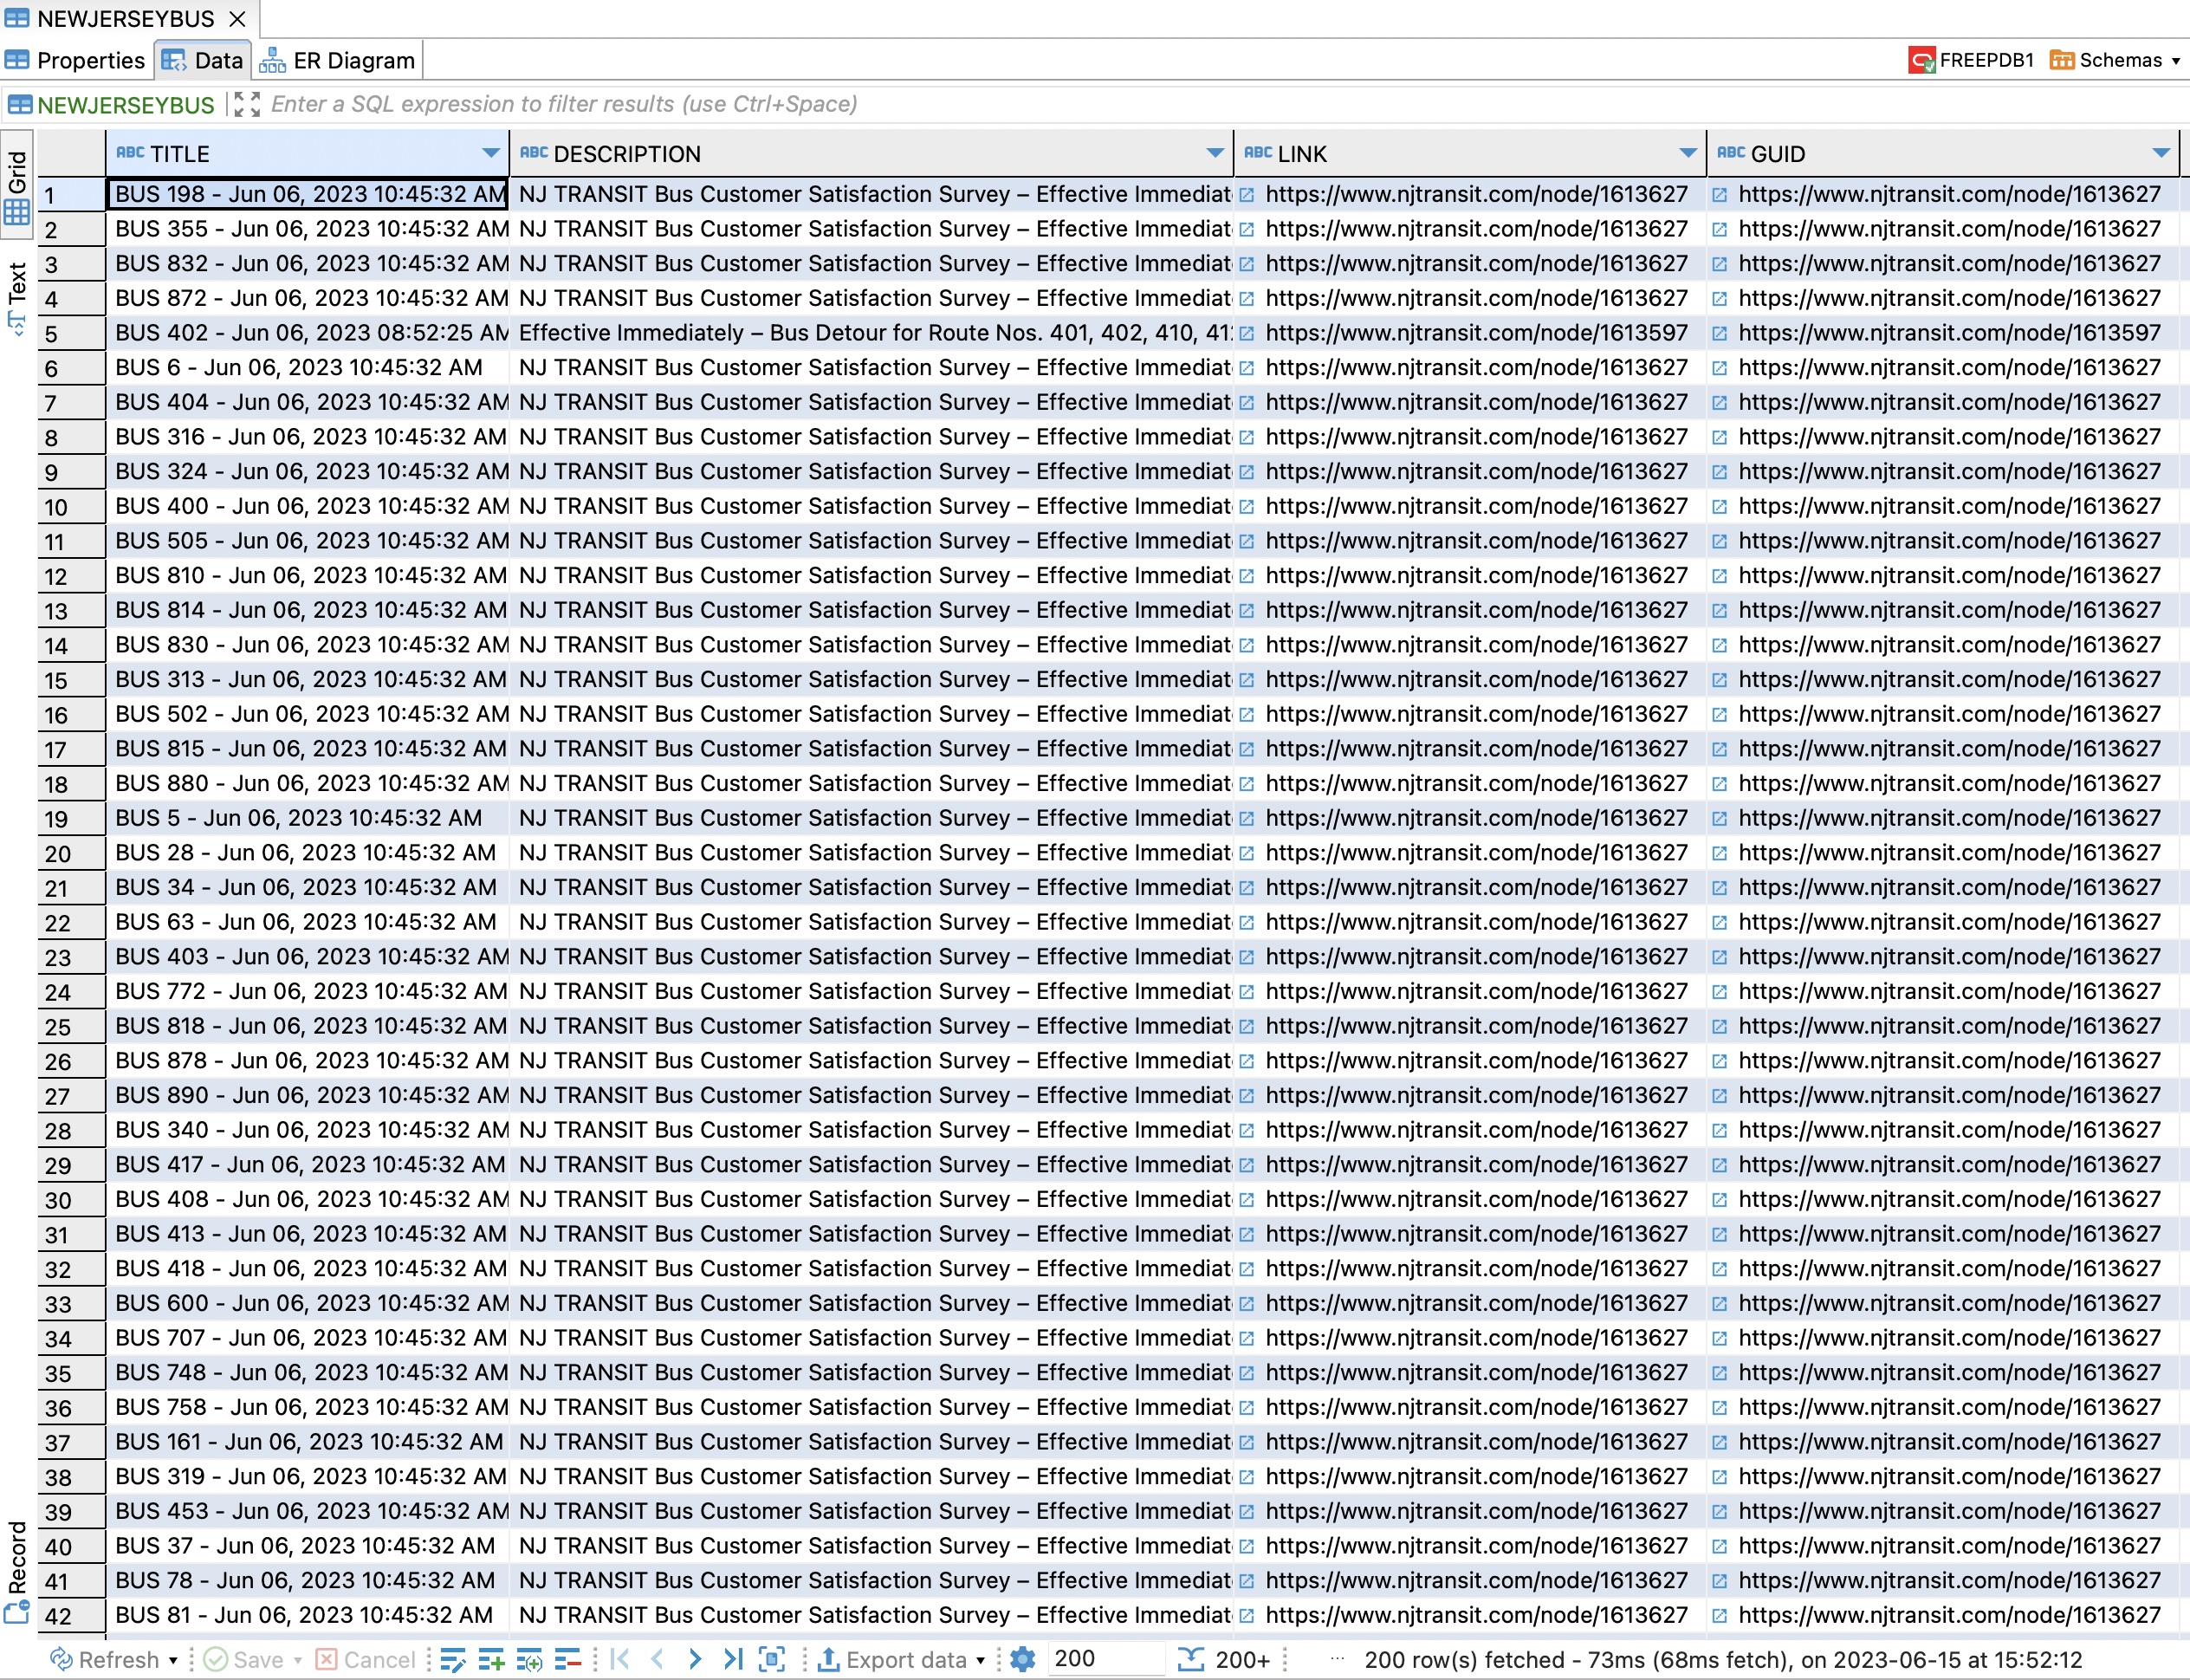 NEWJERSEYBUS
Properties Data ER Diagram FREEPDB1 Schemas
NEWJERSEYBUS Enter a SQL expression to filter results (use Ctrl+Space)
Grid
Text
Record
ABC TITLE ABC DESCRIPTION ABC LINK ABC GUID
1 BUS 198 - Jun 06, 2023 10:45:32 AM NJ TRANSIT Bus Customer Satisfaction Survey – Effective Immediat https://www.njtransit.com/node/1613627 https://www.njtransit.com/node/1613627
2 BUS 355 - Jun 06, 2023 10:45:32 AM NJ TRANSIT Bus Customer Satisfaction Survey – Effective Immediat https://www.njtransit.com/node/1613627 https://www.njtransit.com/node/1613627
3 BUS 832 - Jun 06, 2023 10:45:32 AM NJ TRANSIT Bus Customer Satisfaction Survey – Effective Immediat https://www.njtransit.com/node/1613627 https://www.njtransit.com/node/1613627
4 BUS 872 - Jun 06, 2023 10:45:32 AM NJ TRANSIT Bus Customer Satisfaction Survey – Effective Immediat https://www.njtransit.com/node/1613627 https://www.njtransit.com/node/1613627
5 BUS 402 - Jun 06, 2023 08:52:25 AM Effective Immediately – Bus Detour for Route Nos. 401, 402, 410, 41 https://www.njtransit.com/node/1613597 https://www.njtransit.com/node/1613597
6 BUS 6 - Jun 06, 2023 10:45:32 AM NJ TRANSIT Bus Customer Satisfaction Survey – Effective Immediat https://www.njtransit.com/node/1613627 https://www.njtransit.com/node/1613627
7 BUS 404 - Jun 06, 2023 10:45:32 AM NJ TRANSIT Bus Customer Satisfaction Survey – Effective Immediat https://www.njtransit.com/node/1613627 https://www.njtransit.com/node/1613627
8 BUS 316 - Jun 06, 2023 10:45:32 AM NJ TRANSIT Bus Customer Satisfaction Survey – Effective Immediat https://www.njtransit.com/node/1613627 https://www.njtransit.com/node/1613627
9 BUS 324 - Jun 06, 2023 10:45:32 AM NJ TRANSIT Bus Customer Satisfaction Survey – Effective Immediat https://www.njtransit.com/node/1613627 https://www.njtransit.com/node/1613627
10 BUS 400 - Jun 06, 2023 10:45:32 AM NJ TRANSIT Bus Customer Satisfaction Survey – Effective Immediat https://www.njtransit.com/node/1613627 https://www.njtransit.com/node/1613627
11 BUS 505 - Jun 06, 2023 10:45:32 AM NJ TRANSIT Bus Customer Satisfaction Survey – Effective Immediat https://www.njtransit.com/node/1613627 https://www.njtransit.com/node/1613627
12 BUS 810 - Jun 06, 2023 10:45:32 AM NJ TRANSIT Bus Customer Satisfaction Survey – Effective Immediat https://www.njtransit.com/node/1613627 https://www.njtransit.com/node/1613627
13 BUS 814 - Jun 06, 2023 10:45:32 AM NJ TRANSIT Bus Customer Satisfaction Survey – Effective Immediat https://www.njtransit.com/node/1613627 https://www.njtransit.com/node/1613627
14 BUS 830 - Jun 06, 2023 10:45:32 AM NJ TRANSIT Bus Customer Satisfaction Survey – Effective Immediat https://www.njtransit.com/node/1613627 https://www.njtransit.com/node/1613627
15 BUS 313 - Jun 06, 2023 10:45:32 AM NJ TRANSIT Bus Customer Satisfaction Survey – Effective Immediat https://www.njtransit.com/node/1613627 https://www.njtransit.com/node/1613627
16 BUS 502 - Jun 06, 2023 10:45:32 AM NJ TRANSIT Bus Customer Satisfaction Survey – Effective Immediat https://www.njtransit.com/node/1613627 https://www.njtransit.com/node/1613627
17 BUS 815 - Jun 06, 2023 10:45:32 AM NJ TRANSIT Bus Customer Satisfaction Survey – Effective Immediat https://www.njtransit.com/node/1613627 https://www.njtransit.com/node/1613627
18 BUS 880 - Jun 06, 2023 10:45:32 AM NJ TRANSIT Bus Customer Satisfaction Survey – Effective Immediat https://www.njtransit.com/node/1613627 https://www.njtransit.com/node/1613627
19 BUS 5 - Jun 06, 2023 10:45:32 AM NJ TRANSIT Bus Customer Satisfaction Survey – Effective Immediat https://www.njtransit.com/node/1613627 https://www.njtransit.com/node/1613627
20 BUS 28 - Jun 06, 2023 10:45:32 AM NJ TRANSIT Bus Customer Satisfaction Survey – Effective Immediat https://www.njtransit.com/node/1613627 https://www.njtransit.com/node/1613627
21 BUS 34 - Jun 06, 2023 10:45:32 AM NJ TRANSIT Bus Customer Satisfaction Survey – Effective Immediat https://www.njtransit.com/node/1613627 https://www.njtransit.com/node/1613627
22 BUS 63 - Jun 06, 2023 10:45:32 AM NJ TRANSIT Bus Customer Satisfaction Survey – Effective Immediat https://www.njtransit.com/node/1613627 https://www.njtransit.com/node/1613627
23 BUS 403 - Jun 06, 2023 10:45:32 AM NJ TRANSIT Bus Customer Satisfaction Survey – Effective Immediat https://www.njtransit.com/node/1613627 https://www.njtransit.com/node/1613627
24 BUS 772 - Jun 06, 2023 10:45:32 AM NJ TRANSIT Bus Customer Satisfaction Survey – Effective Immediat https://www.njtransit.com/node/1613627 https://www.njtransit.com/node/1613627
25 BUS 818 - Jun 06, 2023 10:45:32 AM NJ TRANSIT Bus Customer Satisfaction Survey – Effective Immediat https://www.njtransit.com/node/1613627 https://www.njtransit.com/node/1613627
26 BUS 878 - Jun 06, 2023 10:45:32 AM NJ TRANSIT Bus Customer Satisfaction Survey – Effective Immediat https://www.njtransit.com/node/1613627 https://www.njtransit.com/node/1613627
27 BUS 890 - Jun 06, 2023 10:45:32 AM NJ TRANSIT Bus Customer Satisfaction Survey – Effective Immediat https://www.njtransit.com/node/1613627 https://www.njtransit.com/node/1613627
28 BUS 340 - Jun 06, 2023 10:45:32 AM NJ TRANSIT Bus Customer Satisfaction Survey – Effective Immediat https://www.njtransit.com/node/1613627 https://www.njtransit.com/node/1613627
29 BUS 417 - Jun 06, 2023 10:45:32 AM NJ TRANSIT Bus Customer Satisfaction Survey – Effective Immediat https://www.njtransit.com/node/1613627 https://www.njtransit.com/node/1613627
30 BUS 408 - Jun 06, 2023 10:45:32 AM NJ TRANSIT Bus Customer Satisfaction Survey – Effective Immediat https://www.njtransit.com/node/1613627 https://www.njtransit.com/node/1613627
31 BUS 413 - Jun 06, 2023 10:45:32 AM NJ TRANSIT Bus Customer Satisfaction Survey – Effective Immediat https://www.njtransit.com/node/1613627 https://www.njtransit.com/node/1613627
32 BUS 418 - Jun 06, 2023 10:45:32 AM NJ TRANSIT Bus Customer Satisfaction Survey – Effective Immediat https://www.njtransit.com/node/1613627 https://www.njtransit.com/node/1613627
33 BUS 600 - Jun 06, 2023 10:45:32 AM NJ TRANSIT Bus Customer Satisfaction Survey – Effective Immediat https://www.njtransit.com/node/1613627 https://www.njtransit.com/node/1613627
34 BUS 707 - Jun 06, 2023 10:45:32 AM NJ TRANSIT Bus Customer Satisfaction Survey – Effective Immediat https://www.njtransit.com/node/1613627 https://www.njtransit.com/node/1613627
35 BUS 748 - Jun 06, 2023 10:45:32 AM NJ TRANSIT Bus Customer Satisfaction Survey – Effective Immediat https://www.njtransit.com/node/1613627 https://www.njtransit.com/node/1613627
36 BUS 758 - Jun 06, 2023 10:45:32 AM NJ TRANSIT Bus Customer Satisfaction Survey – Effective Immediat https://www.njtransit.com/node/1613627 https://www.njtransit.com/node/1613627
37 BUS 161 - Jun 06, 2023 10:45:32 AM NJ TRANSIT Bus Customer Satisfaction Survey – Effective Immediat https://www.njtransit.com/node/1613627 https://www.njtransit.com/node/1613627
38 BUS 319 - Jun 06, 2023 10:45:32 AM NJ TRANSIT Bus Customer Satisfaction Survey – Effective Immediat https://www.njtransit.com/node/1613627 https://www.njtransit.com/node/1613627
39 BUS 453 - Jun 06, 2023 10:45:32 AM NJ TRANSIT Bus Customer Satisfaction Survey – Effective Immediat https://www.njtransit.com/node/1613627 https://www.njtransit.com/node/1613627
40 BUS 37 - Jun 06, 2023 10:45:32 AM NJ TRANSIT Bus Customer Satisfaction Survey – Effective Immediat https://www.njtransit.com/node/1613627 https://www.njtransit.com/node/1613627
41 BUS 78 - Jun 06, 2023 10:45:32 AM NJ TRANSIT Bus Customer Satisfaction Survey – Effective Immediat https://www.njtransit.com/node/1613627 https://www.njtransit.com/node/1613627
42 BUS 81 - Jun 06, 2023 10:45:32 AM NJ TRANSIT Bus Customer Satisfaction Survey – Effective Immediat https://www.njtransit.com/node/1613627 https://www.njtransit.com/node/1613627
Refresh Save Cancel Export data 200 200+ ... 200 row(s) fetched - 73ms (68ms fetch), on 2023-06-15 at 15:52:12